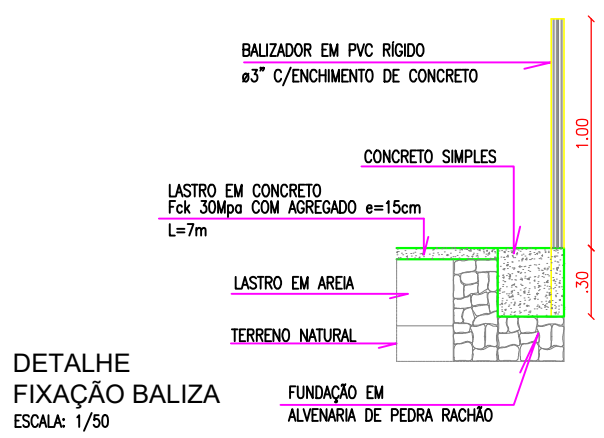 BALIZADOR EM PVC RÍGIDO
ø3" C/ENCHIMENTO DE CONCRETO
1.00
CONCRETO SIMPLES
LASTRO EM CONCRETO
Fck 30Mpa COM AGREGADO e=15cm
L=7m
.30
LASTRO EM AREIA
TERRENO NATURAL
DETALHE
FIXAÇÃO BALIZA
ESCALA: 1/50
FUNDAÇÃO EM
ALVENARIA DE PEDRA RACHÃO